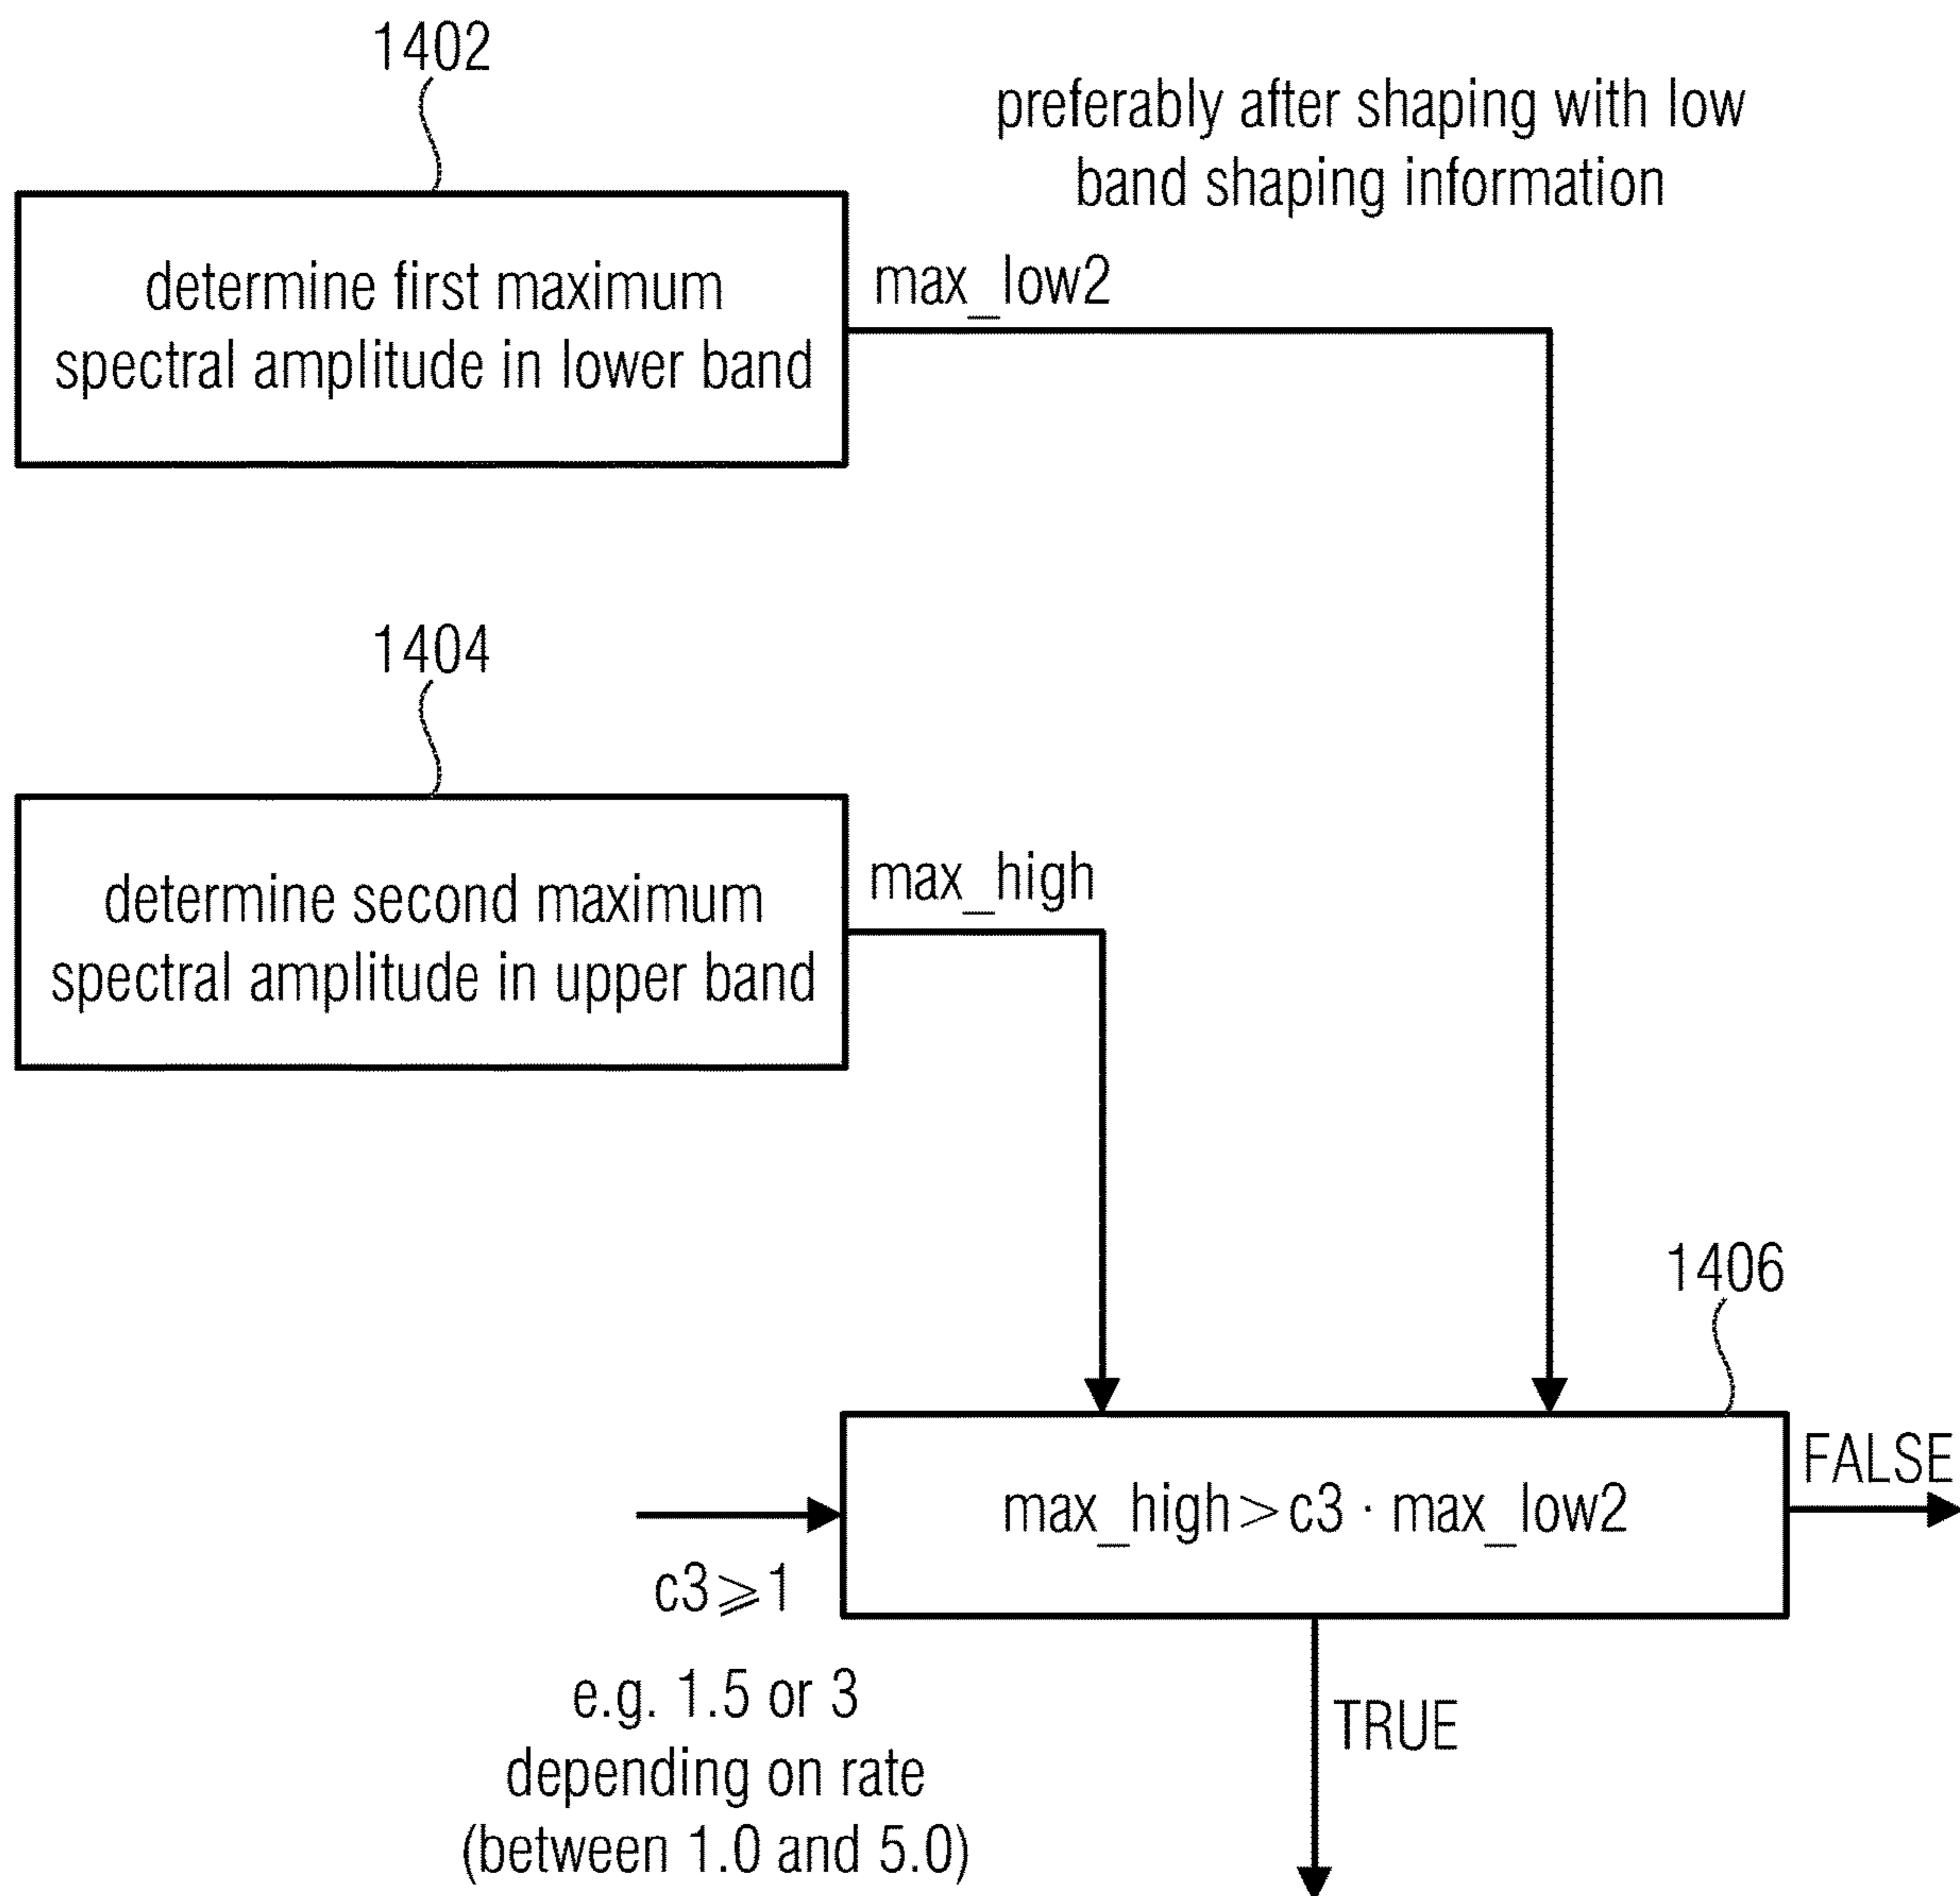 1402
preferably after shaping with low
band shaping information
determine first maximum
spectral amplitude in lower band
max_low2
1404
determine second maximum
spectral amplitude in upper band
max_high
1406
max_high>c3 · max_low2
FALSE
c3⩾1
e.g. 1.5 or 3
depending on rate
(between 1.0 and 5.0)
TRUE